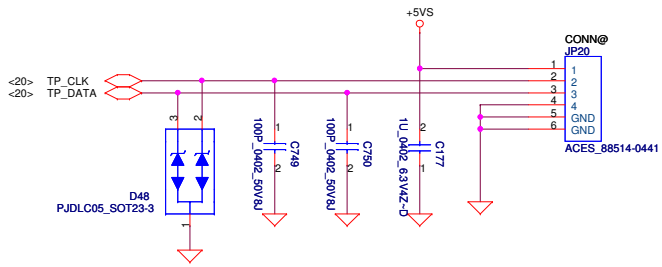 +5VS
CONN@
JP20
<20> TP_CLK
<20> TP_DATA
1 1
2 2
3 3
4 4
5 GND
6 GND
ACES_88514-0441
3 2
1
D48
PJDLC05_SOT23-3
1
2
C749
100P_0402_50V8J
1
2
C750
100P_0402_50V8J
2
1
C177
1U_0402_6.3V4Z~D